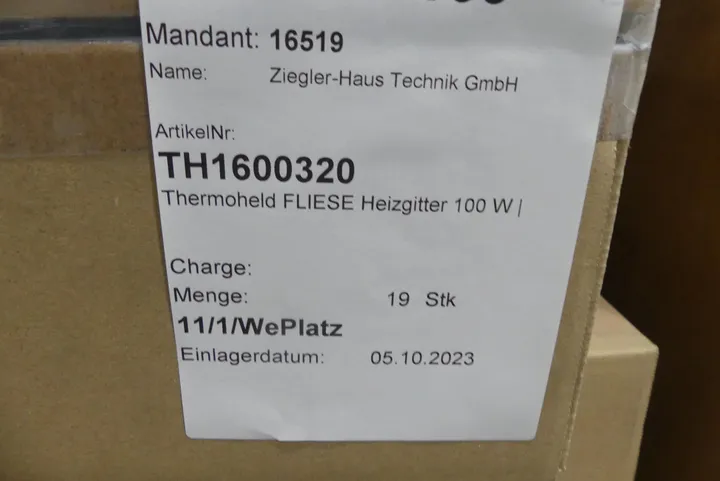 Mandant: 16519
Name: Ziegler-Haus Technik GmbH
ArtikelNr:
TH1600320
Thermoheld FLIESE Heizgitter 100 W |
Charge:
Menge: 19 Stk
11/1/WePlatz
Einlagerdatum: 05.10.2023